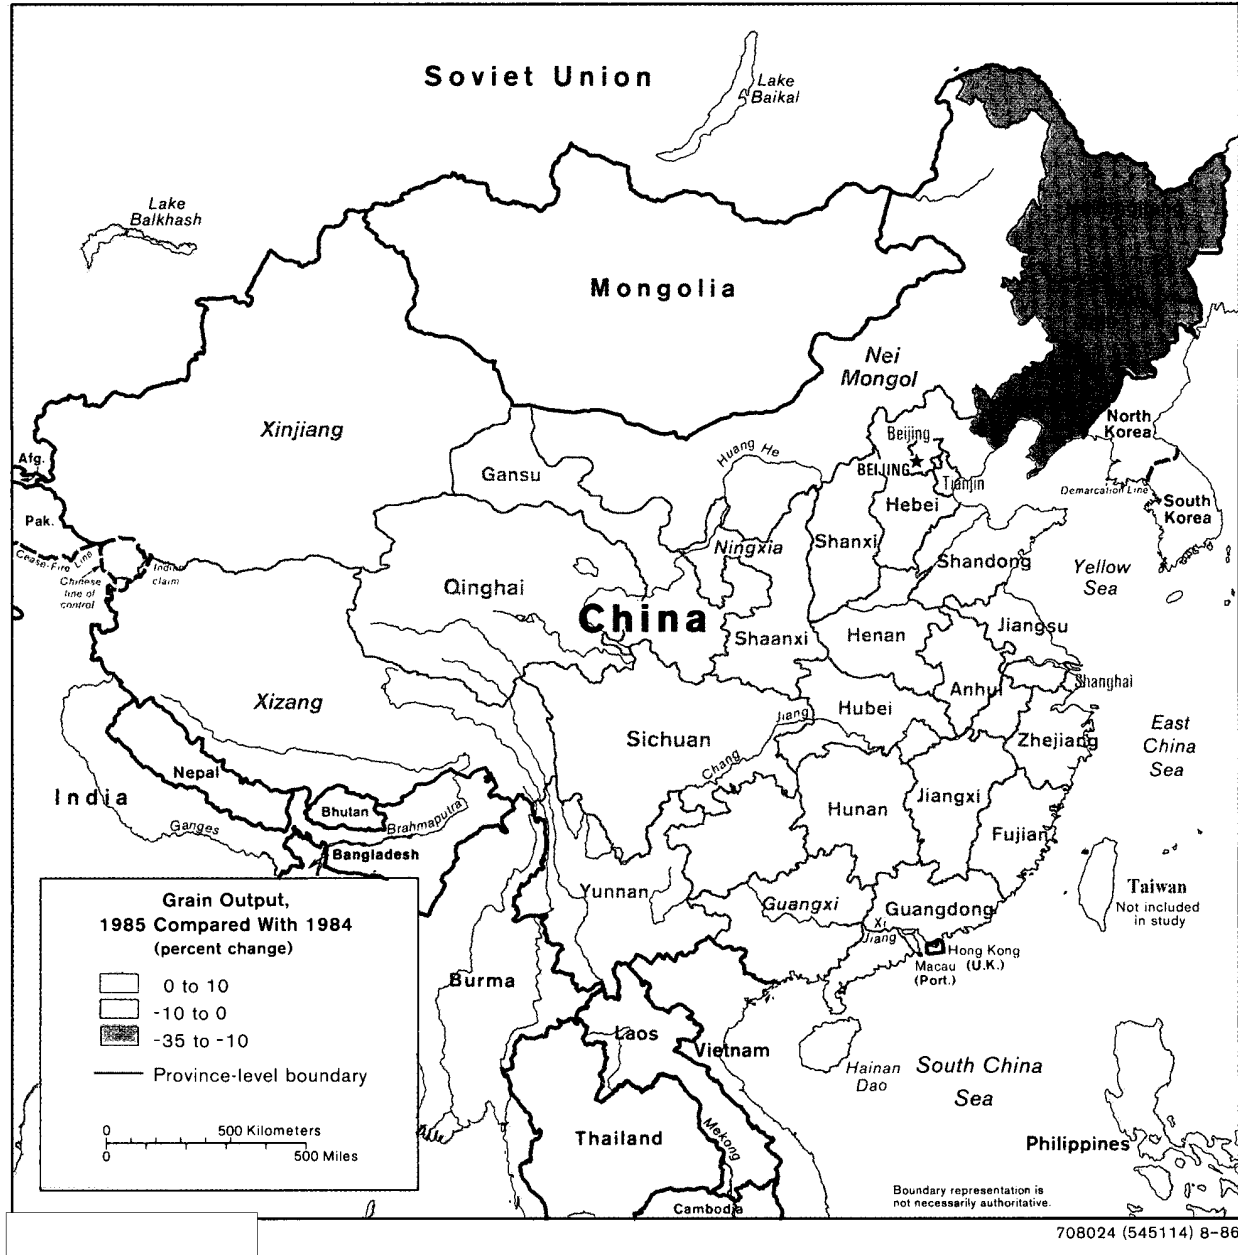 Soviet Union
Lake
Baikal
Lake
Balkhash
Mongolia
Nei
Mongol
Xinjiang
Afg.
Gansu
Huang He
Beijing
BEIJING
Tianjin
Hebei
North
Korea
Demarcation Line
South
Korea
Pak.
Cease-Fire Line
Chinese
line of
control
claim
Ningxia
Shanxi
Shandong
Yellow
Sea
Qinghai
China
Shaanxi
Henan
Jiangsu
Xizang
Anhui
Shanghai
Hubei
Jiang
Chang
Sichuan
Zhejiang
East
China
Sea
Nepal
India
Bhutan
Brahmaputra
Ganges
Bangladesh
Hunan
Jiangxi
Fujian
Yunnan
Guangxi
Guangdong
Xi
Jiang
Taiwan
Not included
in study
Hong Kong
(U.K.)
Macau
(Port.)
Burma
Laos
Vietnam
Hainan
Dao
South China
Sea
Thailand
Mekong
Cambodia
Philippines
Grain Output,
1985 Compared With 1984
(percent change)
0 to 10
-10 to 0
-35 to -10
Province-level boundary
0 500 Kilometers
0 500 Miles
Boundary representation is
not necessarily authoritative.
708024 (545114) 8-86